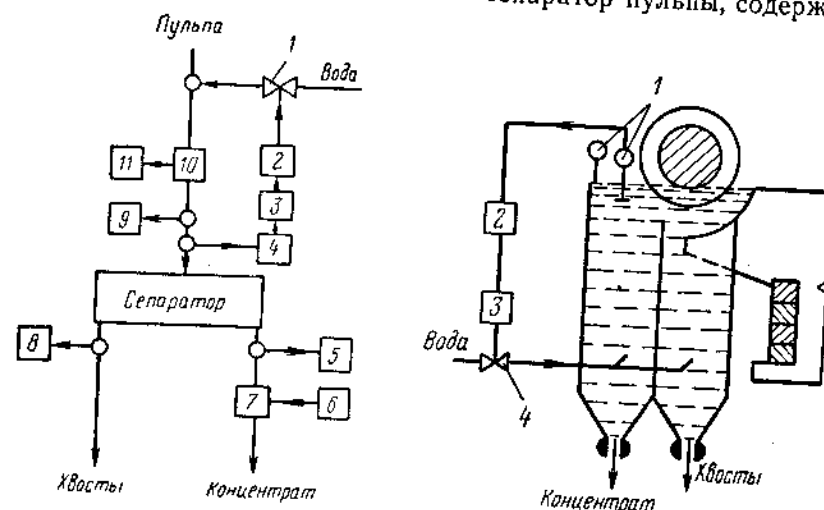 сепаратор пульпы, содерж
Пульпа
1
Вода
2
11
10
3
9
4
Сепаратор
8
5
7
6
Хвосты
Концентрат
1
2
3
Вода
4
Хвосты
Концентрат